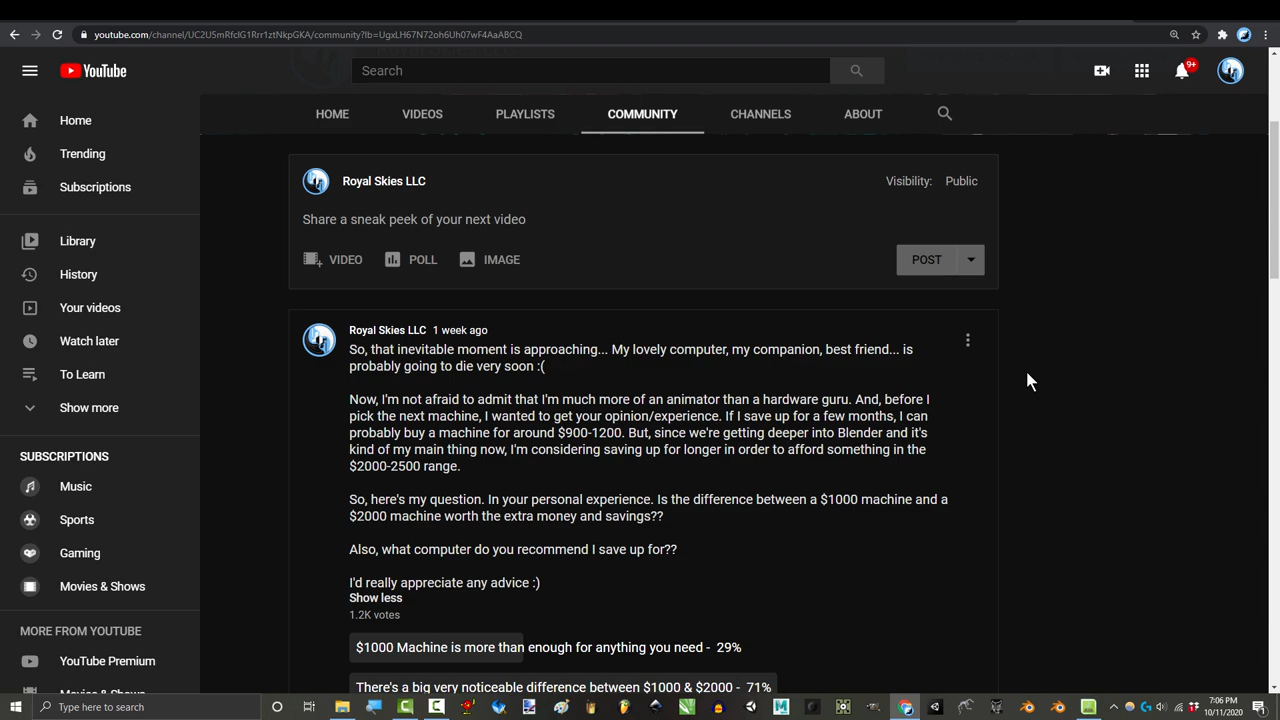 youtube.com/channel/UC2U5mRfcIG1Rrr1ztNkpGKA/community?lb=UgxLH67N72oh6Uh07wF4AaABCQ
YouTube
Search
9+
HOME
VIDEOS
PLAYLISTS
COMMUNITY
CHANNELS
ABOUT
Home
Trending
Subscriptions
Library
History
Your videos
Watch later
To Learn
Show more
SUBSCRIPTIONS
Music
Sports
Gaming
Movies & Shows
MORE FROM YOUTUBE
YouTube Premium
Movies & Shows
Royal Skies LLC
Visibility: Public
Share a sneak peek of your next video
VIDEO
POLL
IMAGE
POST
Royal Skies LLC 1 week ago
So, that inevitable moment is approaching... My lovely computer, my companion, best friend... is
probably going to die very soon :(
Now, I'm not afraid to admit that I'm much more of an animator than a hardware guru. And, before I
pick the next machine, I wanted to get your opinion/experience. If I save up for a few months, I can
probably buy a machine for around $900-1200. But, since we're getting deeper into Blender and it's
kind of my main thing now, I'm considering saving up for longer in order to afford something in the
$2000-2500 range.
So, here's my question. In your personal experience. Is the difference between a $1000 machine and a
$2000 machine worth the extra money and savings??
Also, what computer do you recommend I save up for??
I'd really appreciate any advice :)
Show less
1.2K votes
$1000 Machine is more than enough for anything you need - 29%
There's a big very noticeable difference between $1000 & $2000 - 71%
Type here to search
7:06 PM
10/11/2020